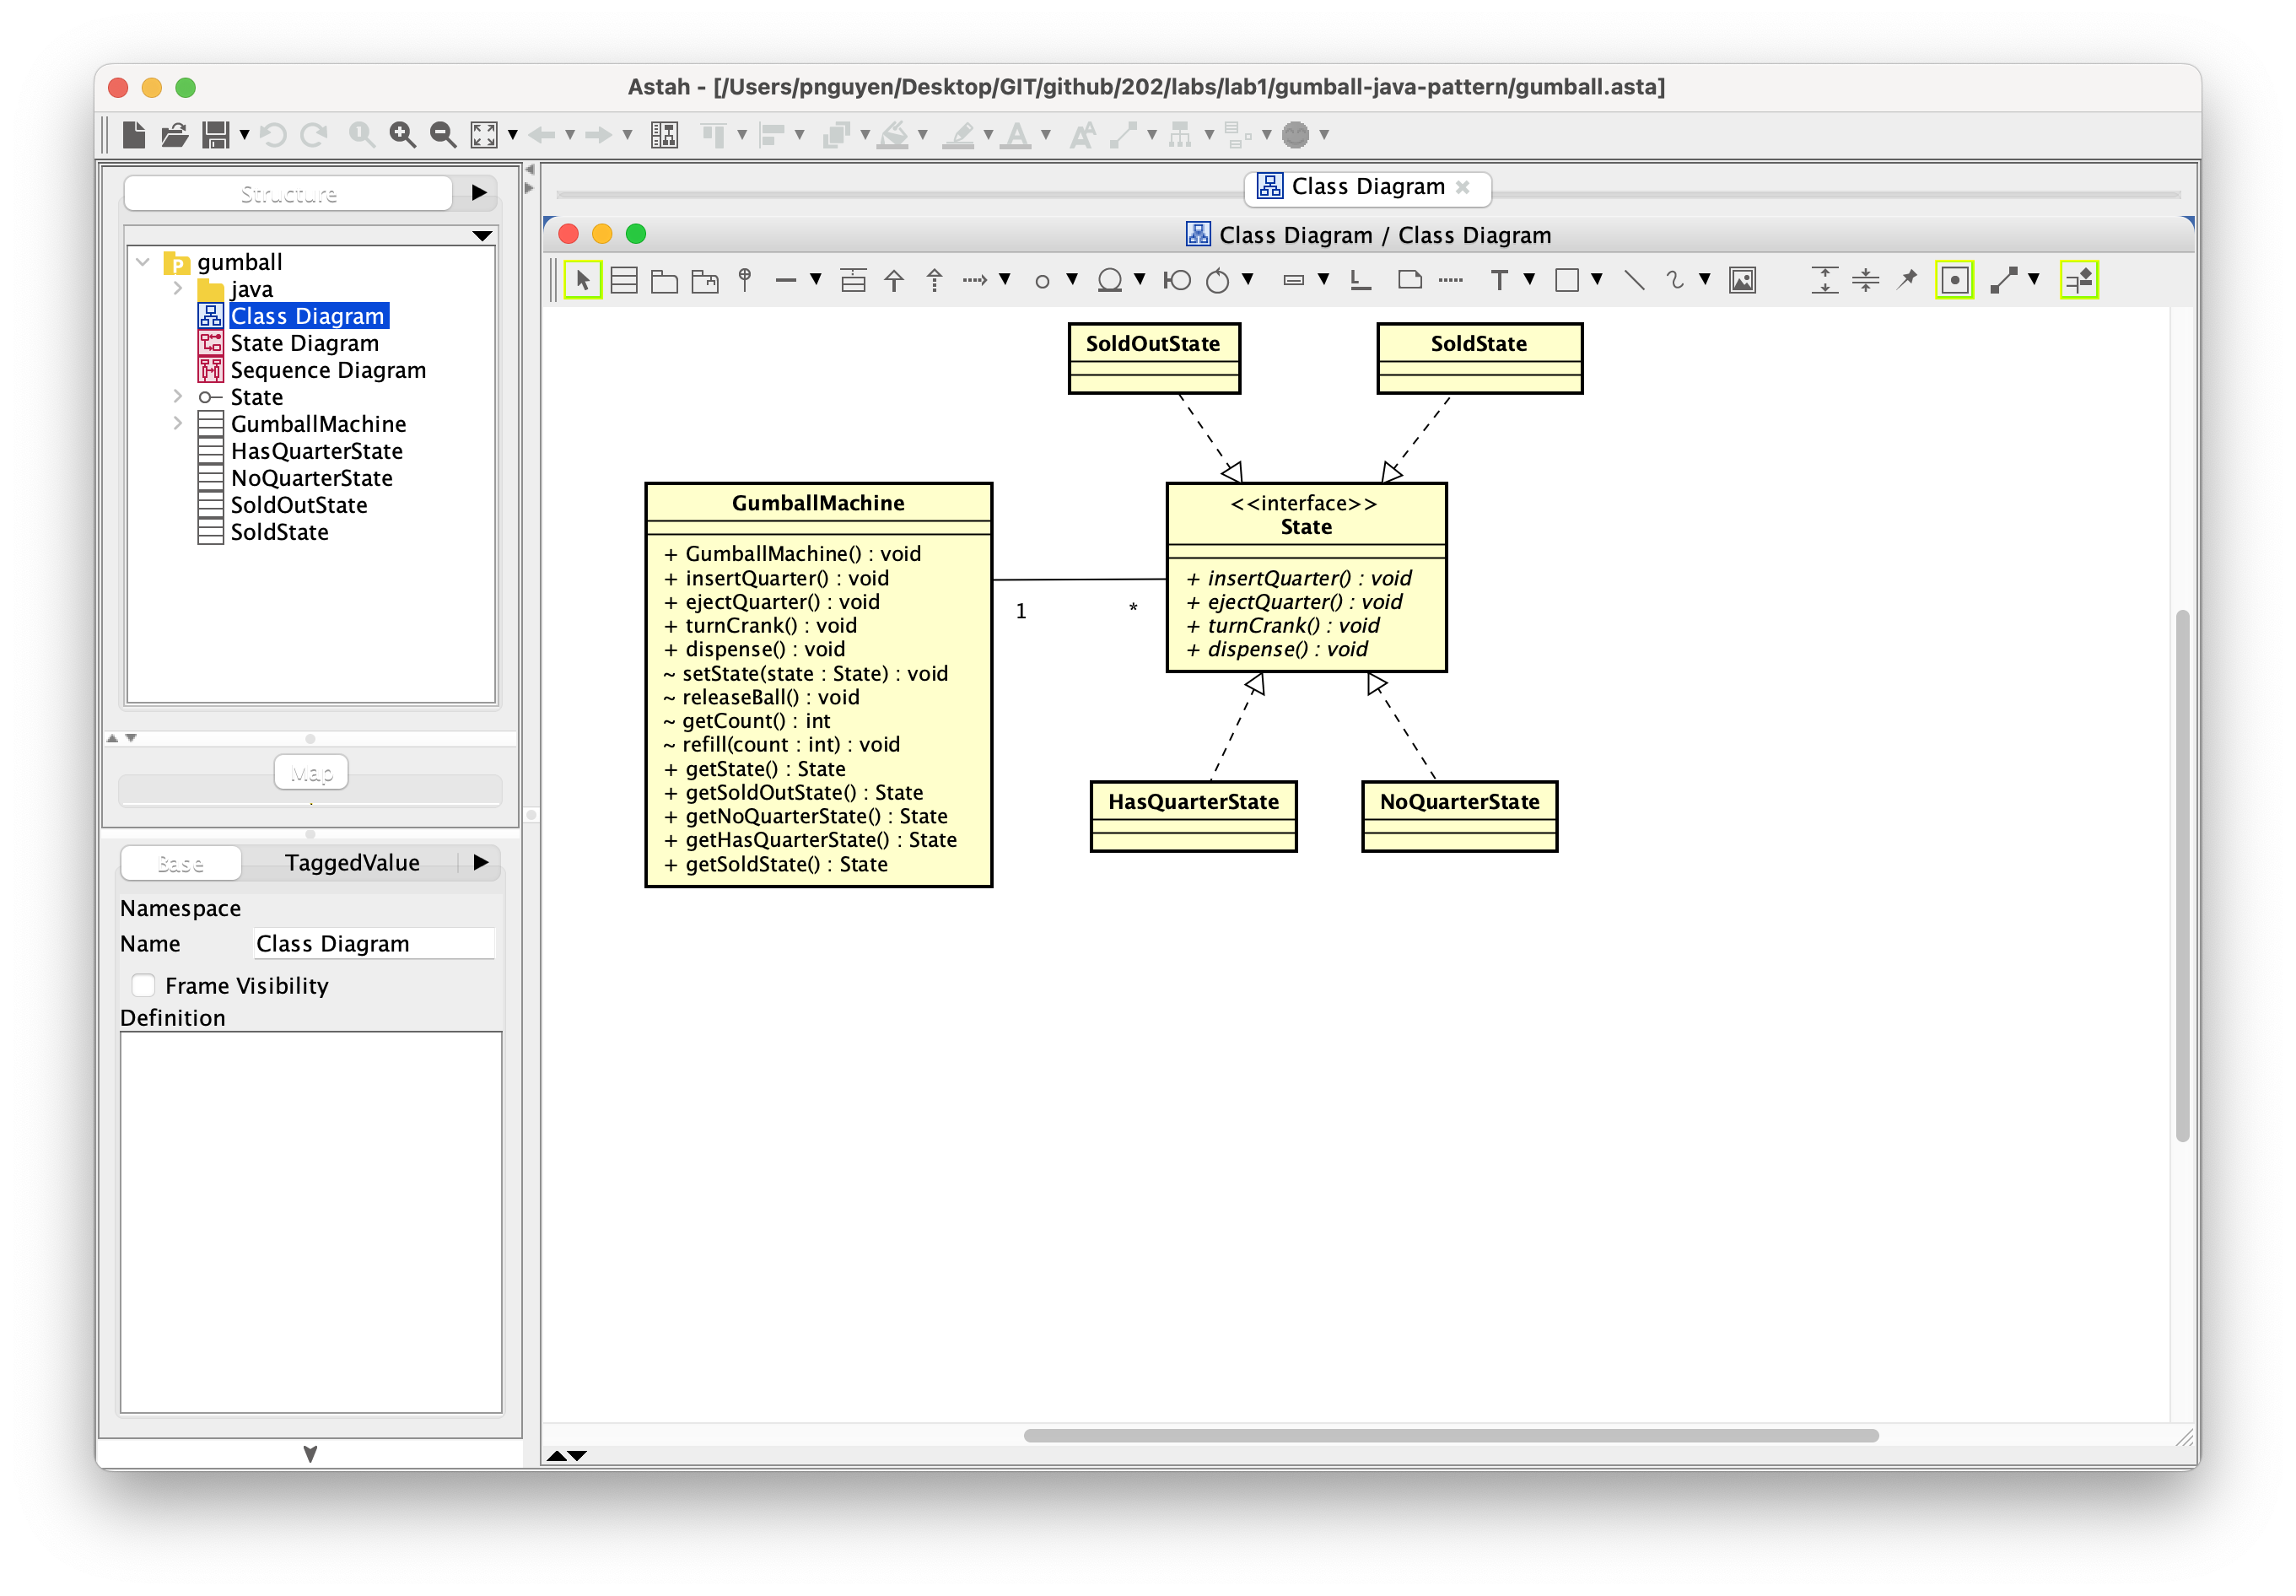 Astah - [/Users/pnguyen/Desktop/GIT/github/202/labs/lab1/gumball-java-pattern/gumball.asta]
Structure
gumball
java
Class Diagram
State Diagram
Sequence Diagram
State
GumballMachine
HasQuarterState
NoQuarterState
SoldOutState
SoldState
Map
Base
TaggedValue
Namespace
Name
Class Diagram
Frame Visibility
Definition
Class Diagram
Class Diagram / Class Diagram
SoldOutState
SoldState
GumballMachine
+ GumballMachine() : void
+ insertQuarter() : void
+ ejectQuarter() : void
+ turnCrank() : void
+ dispense() : void
~ setState(state : State) : void
~ releaseBall() : void
~ getCount() : int
~ refill(count : int) : void
+ getState() : State
+ getSoldOutState() : State
+ getNoQuarterState() : State
+ getHasQuarterState() : State
+ getSoldState() : State
1
*
<<interface>>
State
+ insertQuarter() : void
+ ejectQuarter() : void
+ turnCrank() : void
+ dispense() : void
HasQuarterState
NoQuarterState